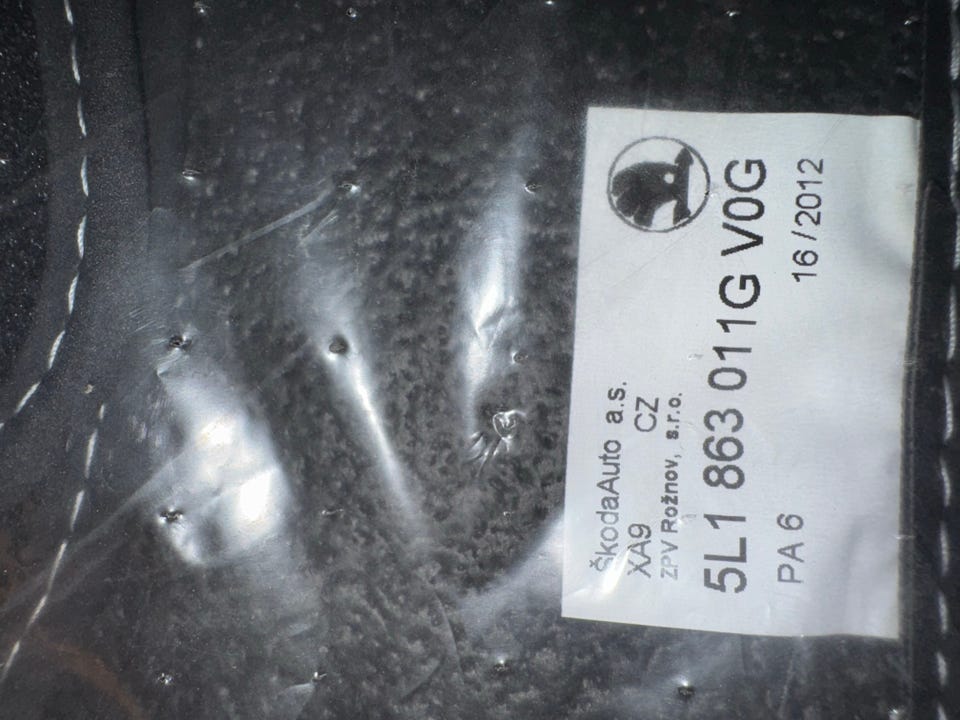 ŠkodaAuto a.s.
XA9 CZ
ZPV Rožnov, s.r.o.
5L1 863 011G V0G
PA 6 16/2012